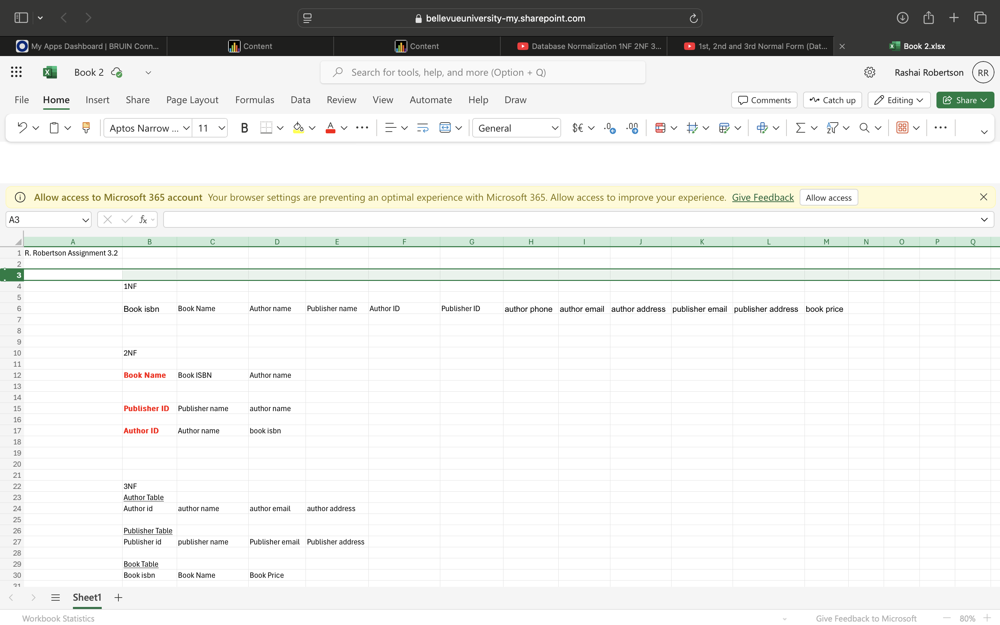 bellevueuniversity-my.sharepoint.com
My Apps Dashboard | BRUIN Conn... Content Content Database Normalization 1NF 2NF 3... 1st, 2nd and 3rd Normal Form (Dat... Book 2.xlsx
Book 2 Search for tools, help, and more (Option + Q) Rashai Robertson RR
File Home Insert Share Page Layout Formulas Data Review View Automate Help Draw Comments Catch up Editing Share
Aptos Narrow ... 11 B A General $€ .0 .00
Allow access to Microsoft 365 account Your browser settings are preventing an optimal experience with Microsoft 365. Allow access to improve your experience. Give Feedback Allow access
A3 fx
A B C D E F G H I J K L M N O P Q
1 R. Robertson Assignment 3.2
2
3
4 1NF
5
6 Book isbn Book Name Author name Publisher name Author ID Publisher ID author phone author email author address publisher email publisher address book price
7
8
9
10 2NF
11
12 Book Name Book ISBN Author name
13
14
15 Publisher ID Publisher name author name
16
17 Author ID Author name book isbn
18
19
20
21
22 3NF
23 Author Table
24 Author id author name author email author address
25
26 Publisher Table
27 Publisher id publisher name Publisher email Publisher address
28
29 Book Table
30 Book isbn Book Name Book Price
31
Sheet1
Workbook Statistics Give Feedback to Microsoft 80%